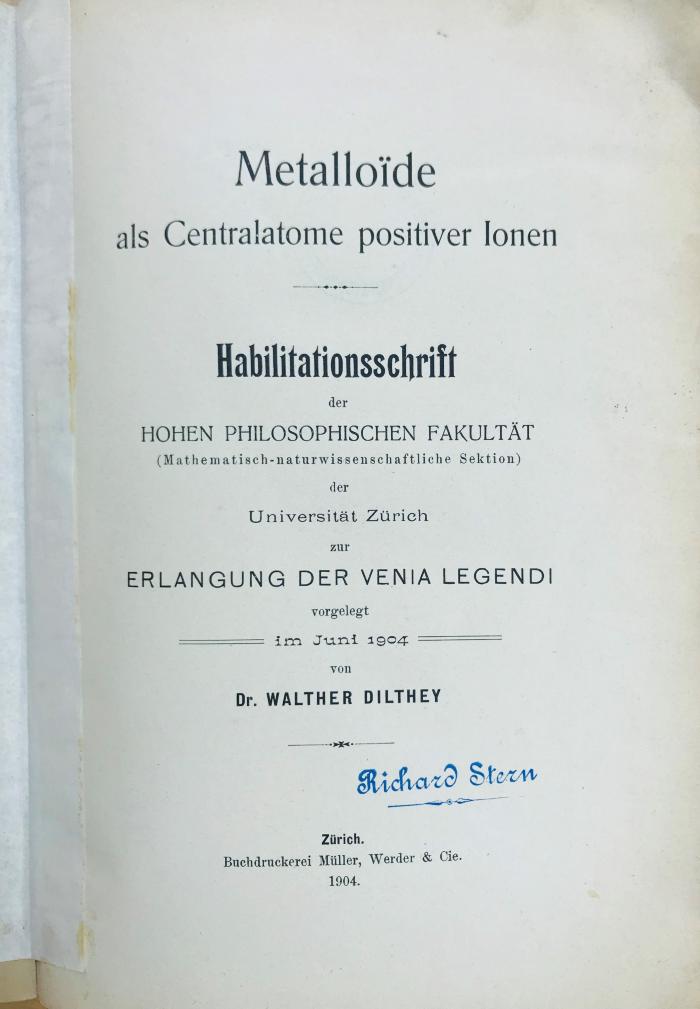 Metalloïde
als Centralatome positiver Ionen
Habilitationsschrift
der
HOHEN PHILOSOPHISCHEN FAKULTÄT
(Mathematisch-naturwissenschaftliche Sektion)
der
Universität Zürich
zur
ERLANGUNG DER VENIA LEGENDI
vorgelegt
im Juni 1904
von
Dr. WALTHER DILTHEY
Richard Stern
Zürich.
Buchdruckerei Müller, Werder & Cie.
1904.